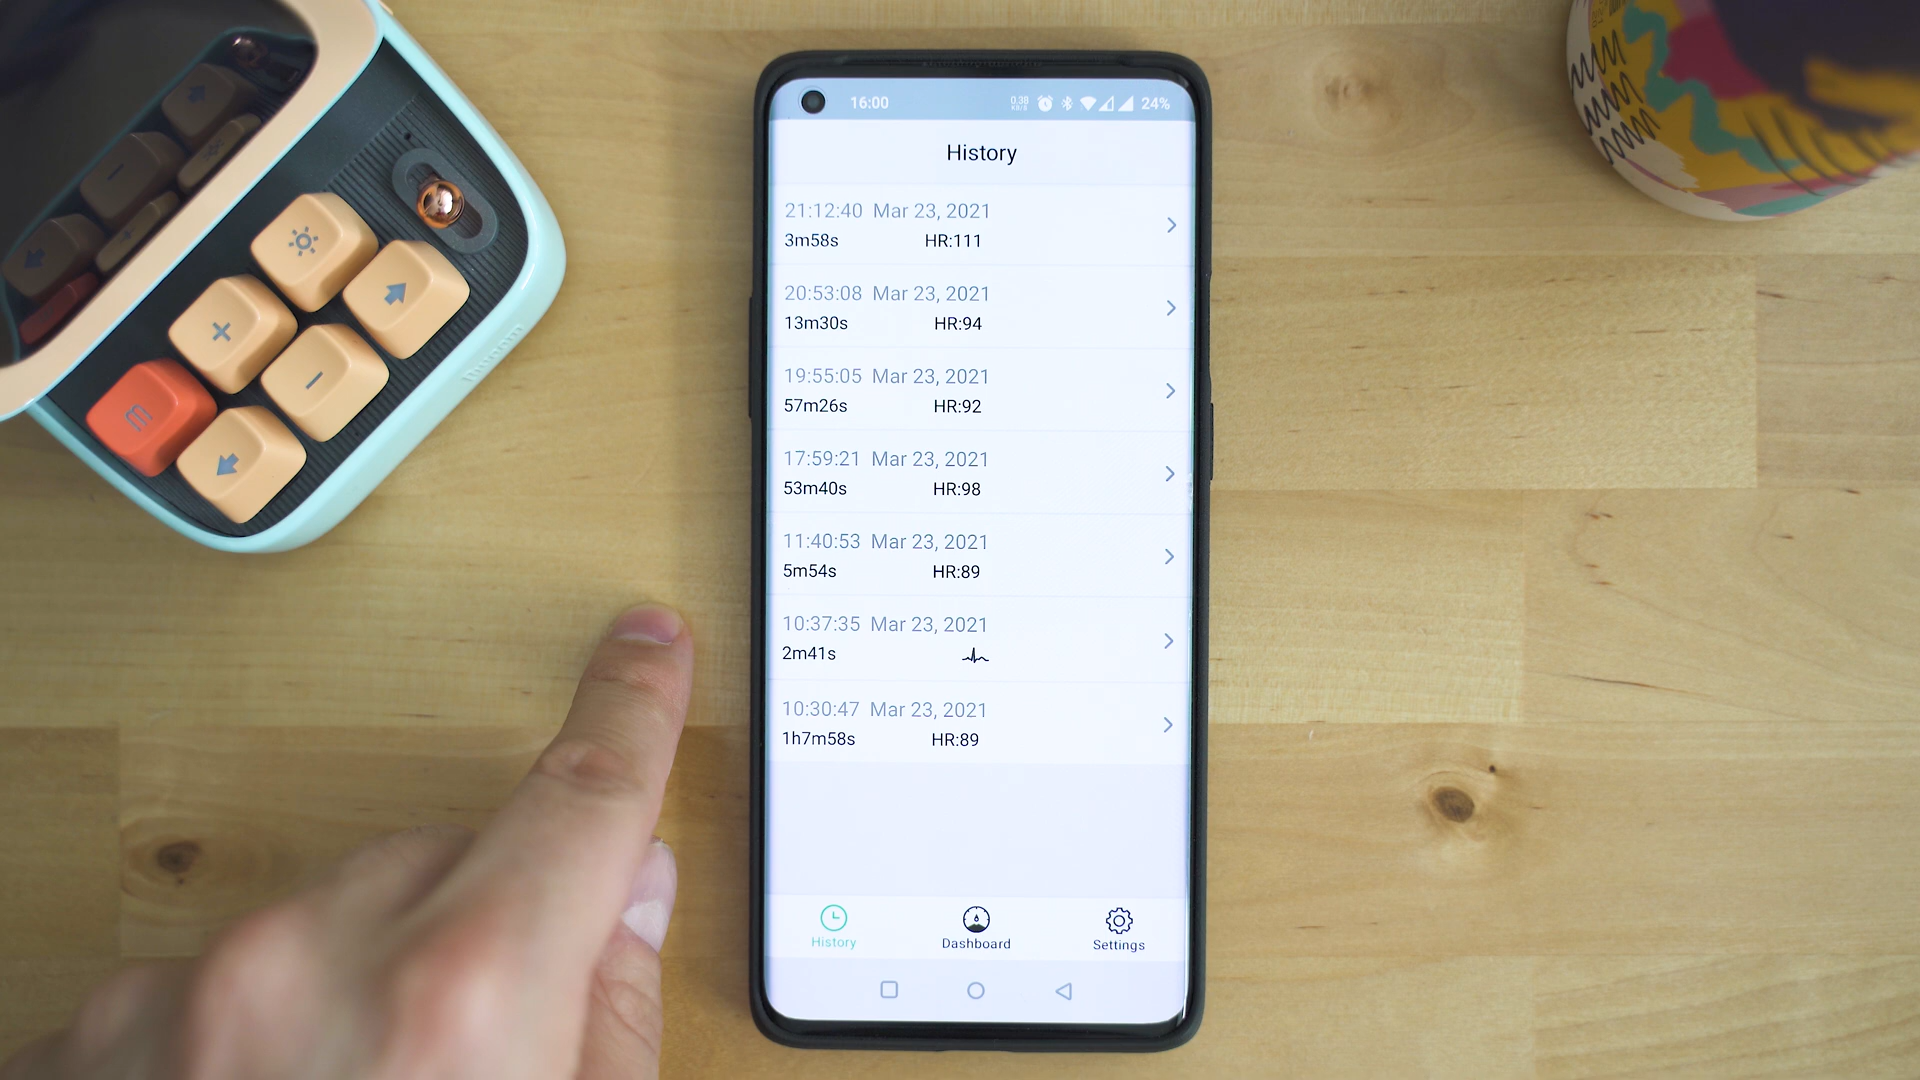 16:00 0.38 KB/S 24%
History
21:12:40 Mar 23, 2021
3m58s HR:111
20:53:08 Mar 23, 2021
13m30s HR:94
19:55:05 Mar 23, 2021
57m26s HR:92
17:59:21 Mar 23, 2021
53m40s HR:98
11:40:53 Mar 23, 2021
5m54s HR:89
10:37:35 Mar 23, 2021
2m41s
10:30:47 Mar 23, 2021
1h7m58s HR:89
History Dashboard Settings